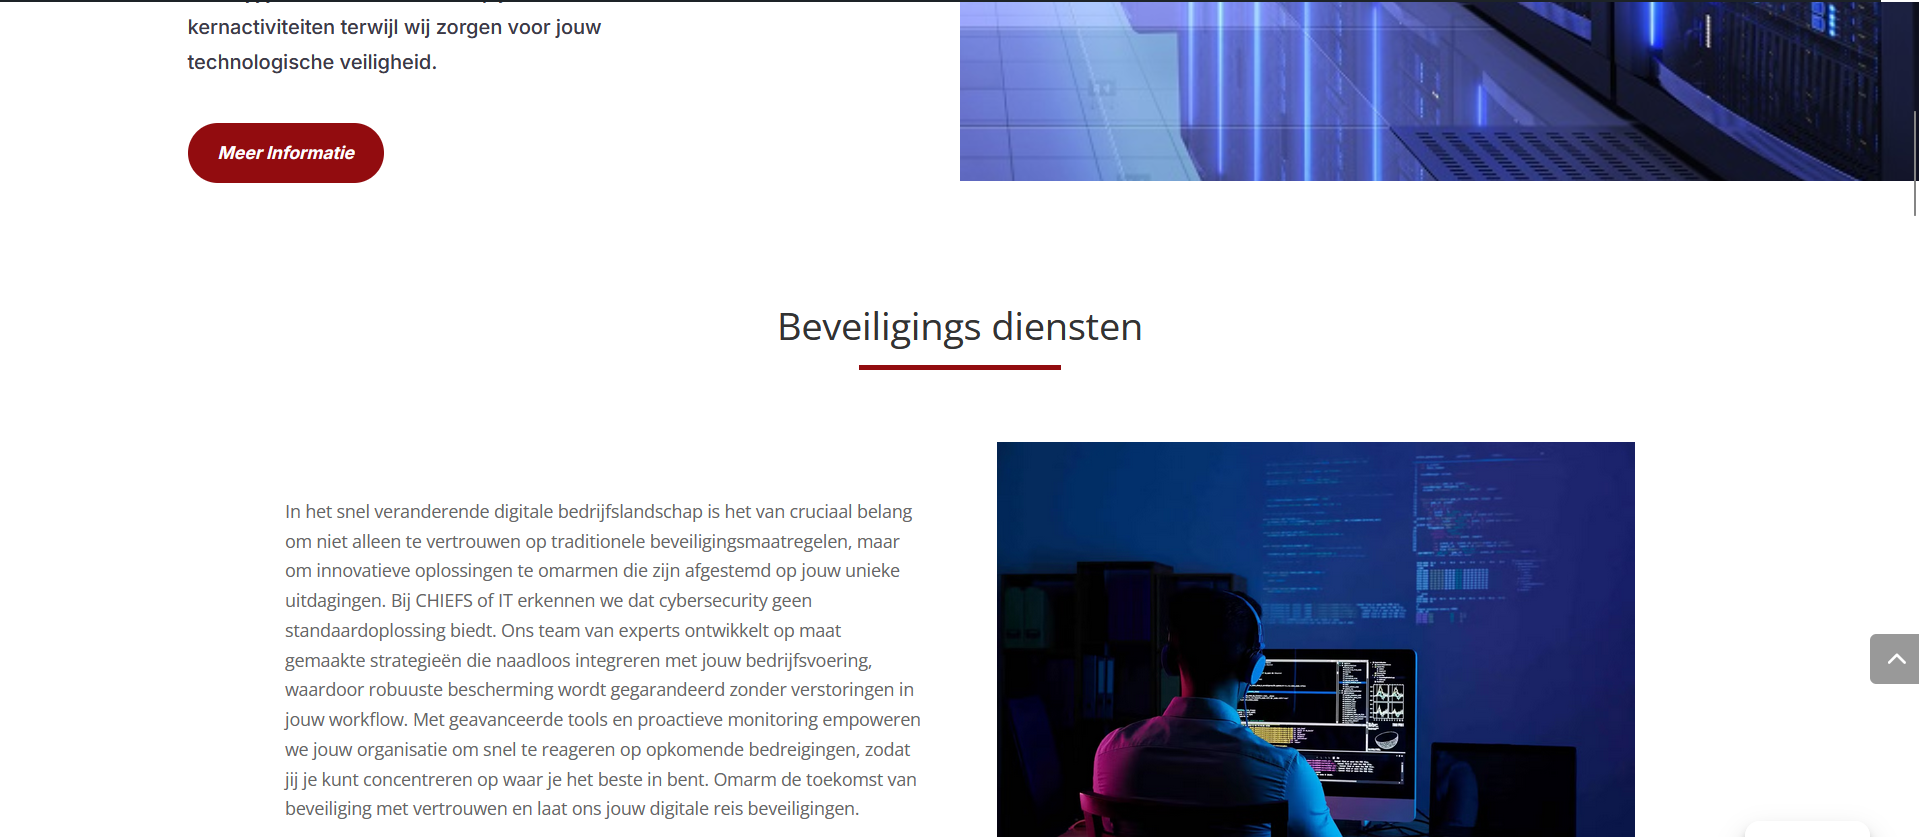 kernactiviteiten terwijl wij zorgen voor jouw
technologische veiligheid.
Meer Informatie
Beveiligings diensten
In het snel veranderende digitale bedrijfslandschap is het van cruciaal belang
om niet alleen te vertrouwen op traditionele beveiligingsmaatregelen, maar
om innovatieve oplossingen te omarmen die zijn afgestemd op jouw unieke
uitdagingen. Bij CHIEFS of IT erkennen we dat cybersecurity geen
standaardoplossing biedt. Ons team van experts ontwikkelt op maat
gemaakte strategieën die naadloos integreren met jouw bedrijfsvoering,
waardoor robuuste bescherming wordt gegarandeerd zonder verstoringen in
jouw workflow. Met geavanceerde tools en proactieve monitoring empoweren
we jouw organisatie om snel te reageren op opkomende bedreigingen, zodat
jij je kunt concentreren op waar je het beste in bent. Omarm de toekomst van
beveiliging met vertrouwen en laat ons jouw digitale reis beveiligingen.